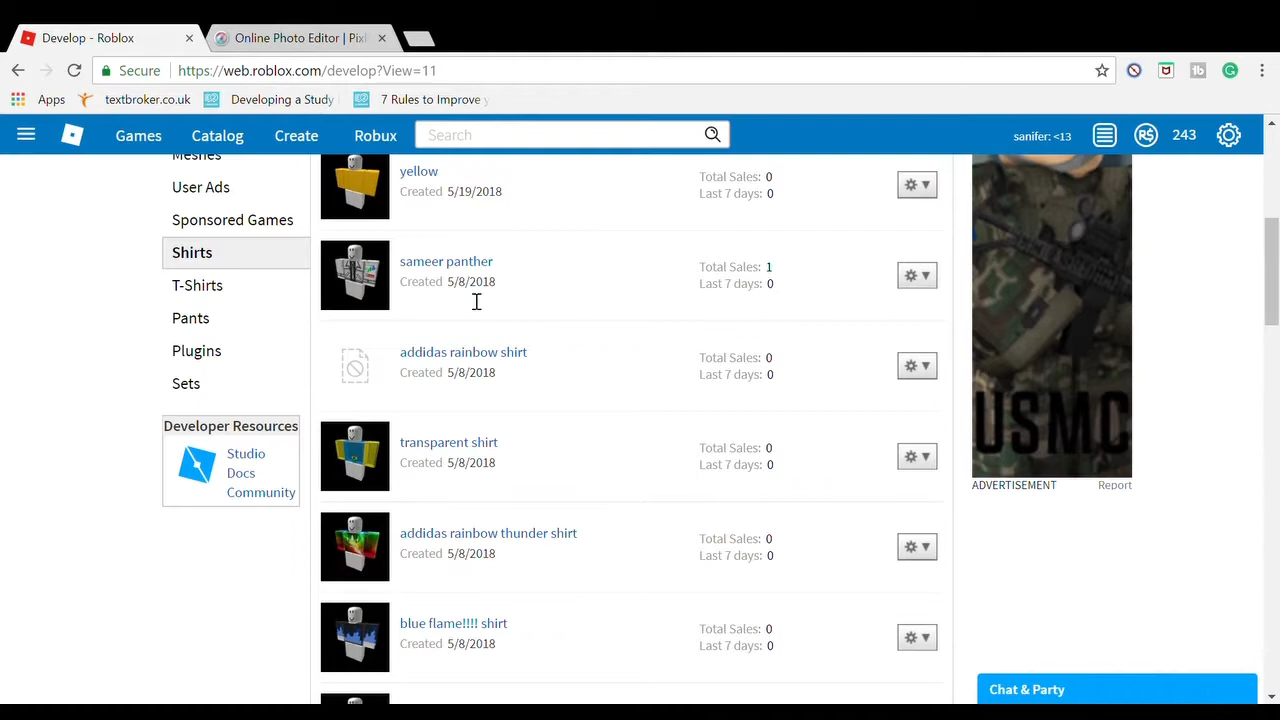 Develop - Roblox
Online Photo Editor | Pixl
Secure https://web.roblox.com/develop?View=11
Apps textbroker.co.uk Developing a Study 7 Rules to Improve y
Games Catalog Create Robux Search sanifer: <13 R$ 243
Meshes
User Ads
Sponsored Games
Shirts
T-Shirts
Pants
Plugins
Sets
Developer Resources
Studio
Docs
Community
yellow
Created 5/19/2018
Total Sales: 0
Last 7 days: 0
sameer panther
Created 5/8/2018
Total Sales: 1
Last 7 days: 0
addidas rainbow shirt
Created 5/8/2018
Total Sales: 0
Last 7 days: 0
transparent shirt
Created 5/8/2018
Total Sales: 0
Last 7 days: 0
addidas rainbow thunder shirt
Created 5/8/2018
Total Sales: 0
Last 7 days: 0
blue flame!!!! shirt
Created 5/8/2018
Total Sales: 0
Last 7 days: 0
USMC
ADVERTISEMENT Report
Chat & Party